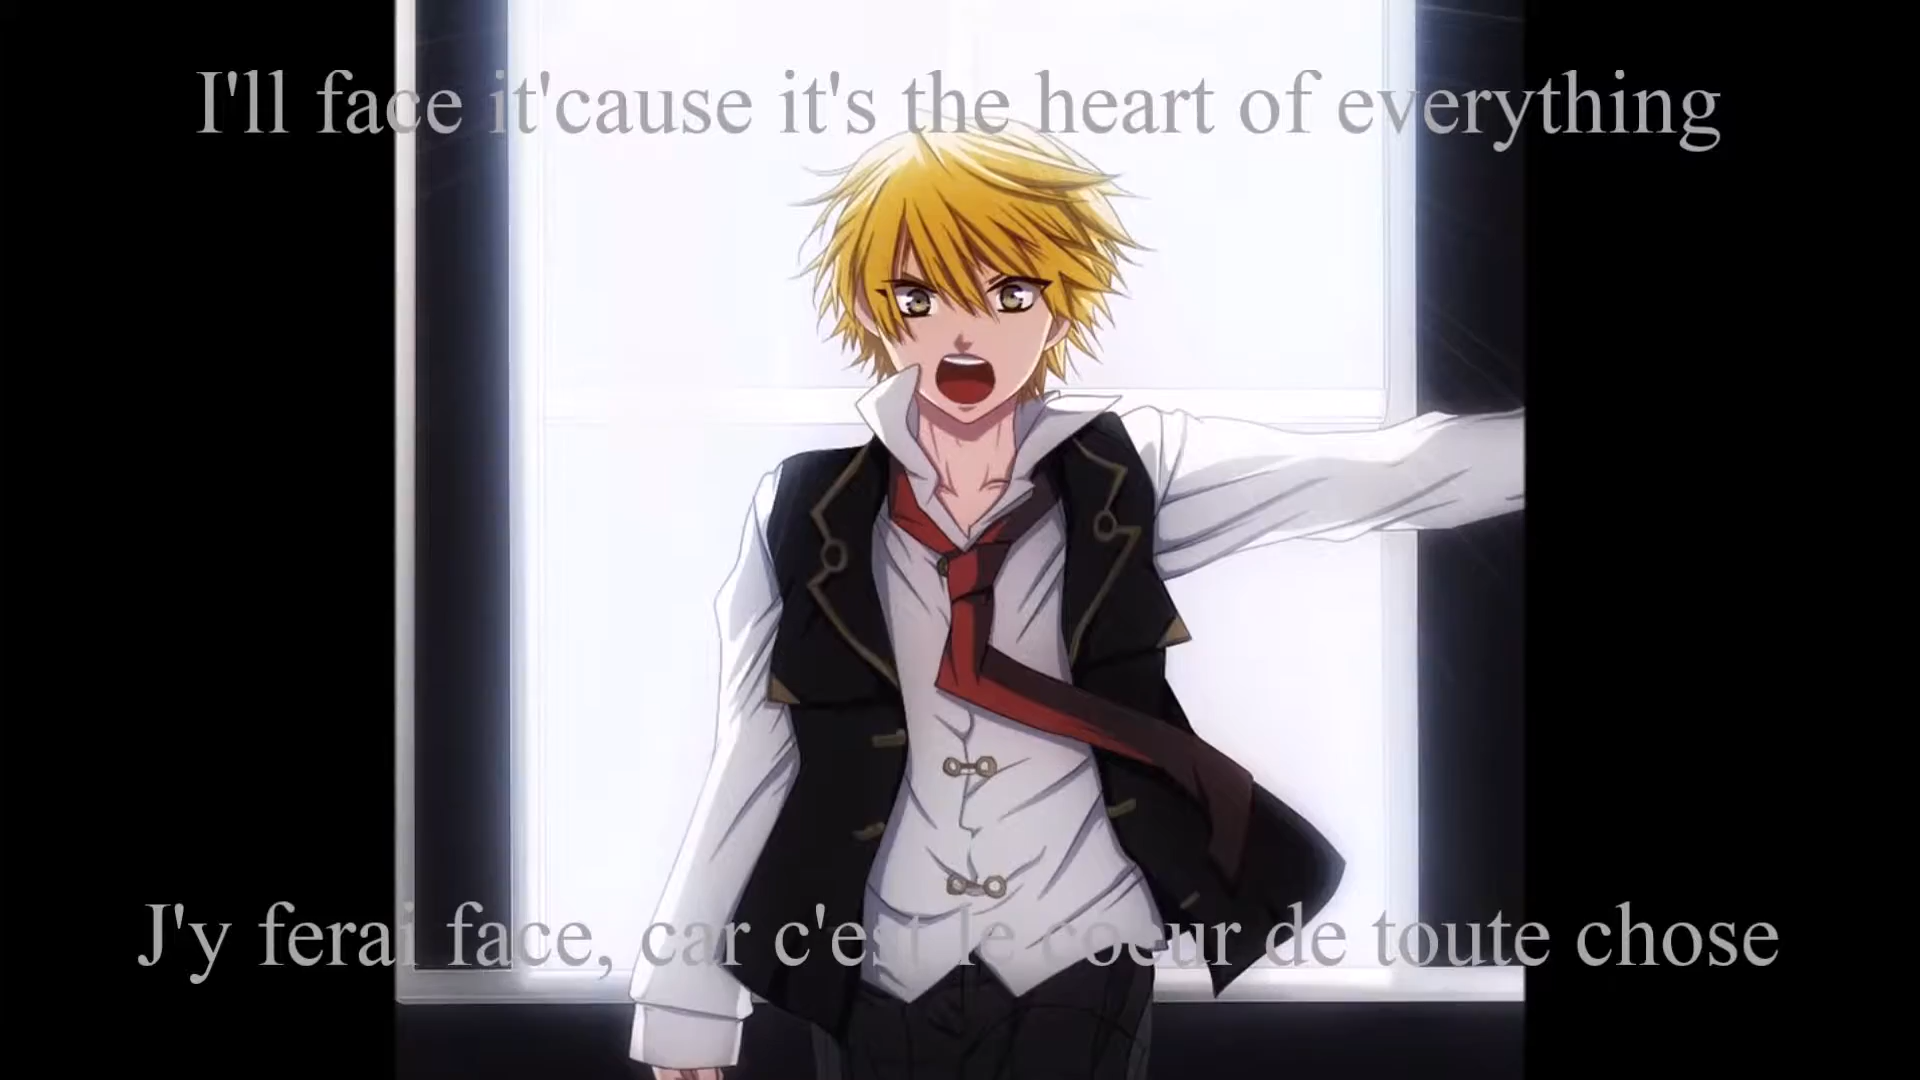 I'll face it'cause it's the heart of everything
J'y ferai face, car c'est le coeur de toute chose